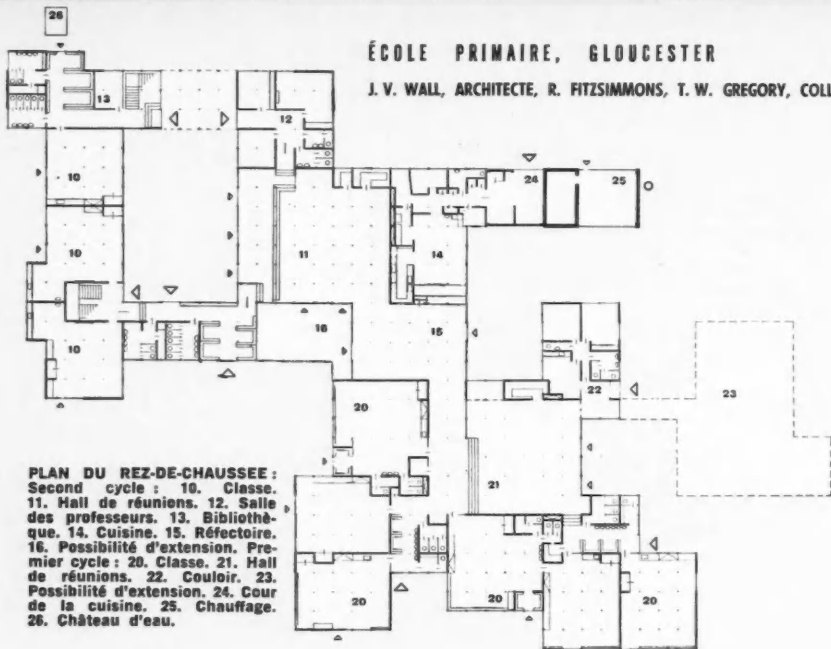 26
ÉCOLE PRIMAIRE, GLOUCESTER
J. V. WALL, ARCHITECTE, R. FITZSIMMONS, T. W. GREGORY, COLL
13
12
10
11
24
25
14
10
16
15
10
20
22
23
21
20
20
20
PLAN DU REZ-DE-CHAUSSEE :
Second cycle : 10. Classe.
11. Hall de réunions. 12. Salle
des professeurs. 13. Bibliothè-
que. 14. Cuisine. 15. Réfectoire.
16. Possibilité d'extension. Pre-
mier cycle : 20. Classe. 21. Hall
de réunions. 22. Couloir. 23.
Possibilité d'extension. 24. Cour
de la cuisine. 25. Chauffage.
26. Château d'eau.